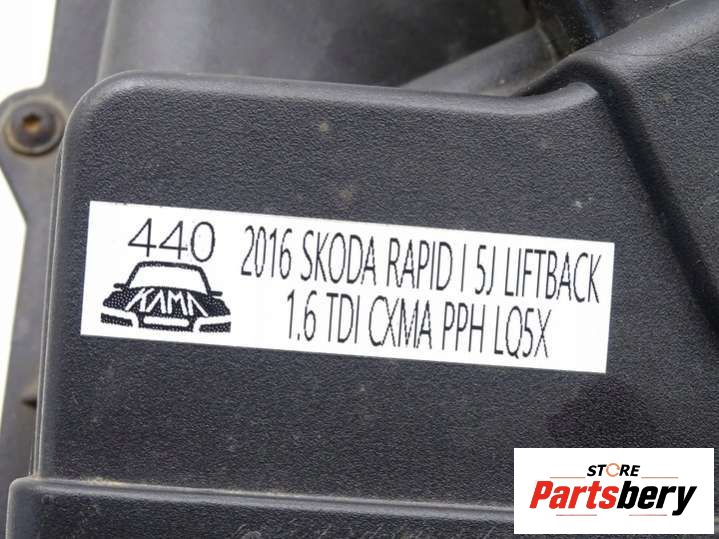 440
KAMA
2016 SKODA RAPID I 5J LIFTBACK
1.6 TDI CXMA PPH LQ5X
STORE
Partsbery